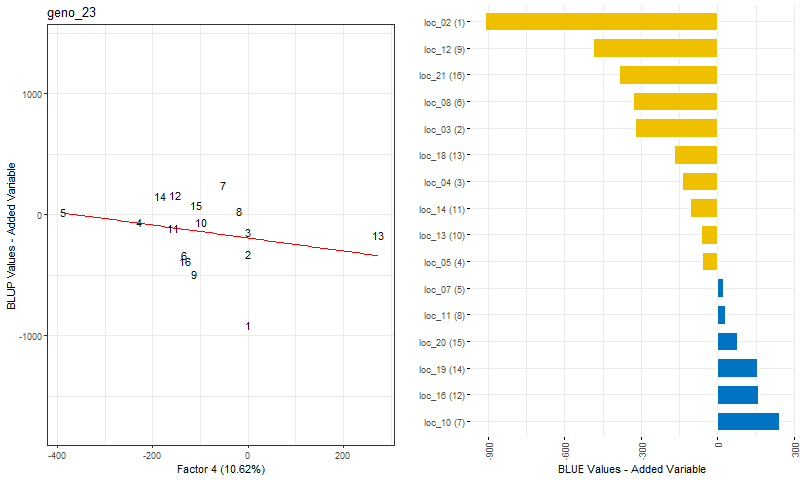 geno_23
BLUP Values - Added Variable
1000
0
-1000
7
14
12
15
5
2
4
10
11
3
13
6
2
16
9
1
-400
-200
0
200
Factor 4 (10.62%)
loc_02 (1)
loc_12 (9)
loc_21 (16)
loc_08 (6)
loc_03 (2)
loc_18 (13)
loc_04 (3)
loc_14 (11)
loc_13 (10)
loc_05 (4)
loc_07 (5)
loc_11 (8)
loc_20 (15)
loc_19 (14)
loc_16 (12)
loc_10 (7)
-900
-600
-300
0
300
BLUE Values - Added Variable